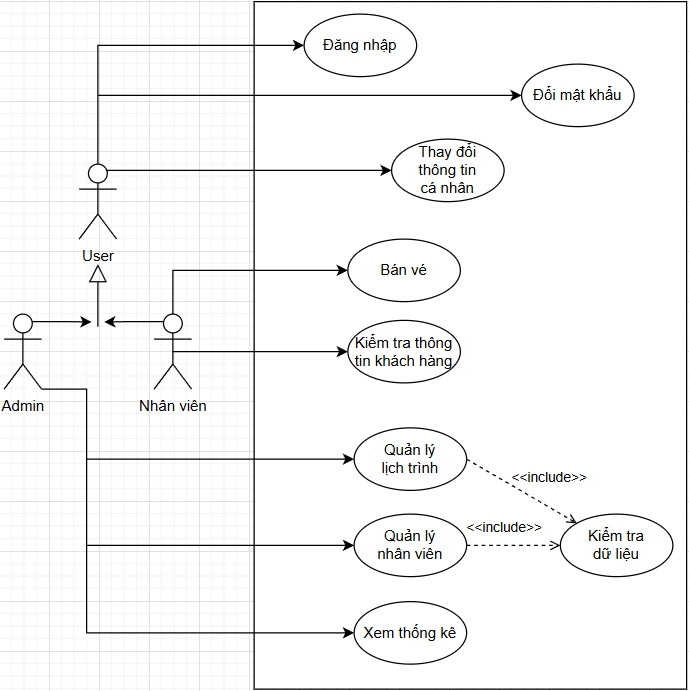 Đăng nhập
Đổi mật khẩu
Thay đổi
thông tin
cá nhân
User
Bán vé
Kiểm tra thông
tin khách hàng
Admin
Nhân viên
Quản lý
lịch trình
<<include>>
Quản lý
nhân viên
<<include>>
Kiểm tra
dữ liệu
Xem thống kê